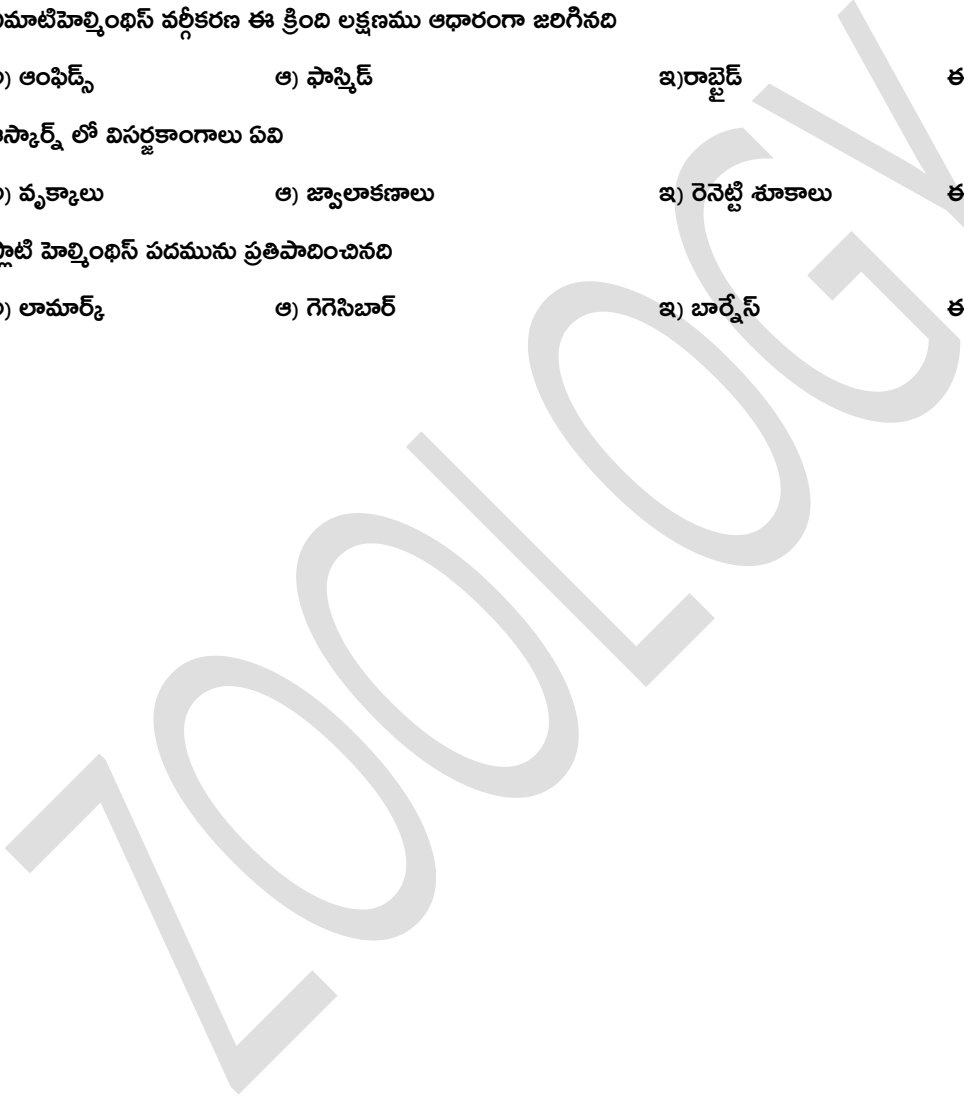 హెల్మింథిస్ వర్గీకరణ ఈ క్రింది లక్షణము ఆధారంగా జరిగినది
ఆంఫిడ్స్ ఆ) ఫాస్మిడ్ ఇ)రాబ్టైడ్ ఈ
లో విసర్జకాంగాలు ఏవి
వృక్కాలు ఆ) జ్వాలాకణాలు ఇ) రెనెట్టి శూకాలు ఈ
హెల్మింథిస్ పదమును ప్రతిపాదించినది
లామార్క్ ఆ) గెగెసిబార్ ఇ) బార్నేస్ ఈ
ZOOLOGY